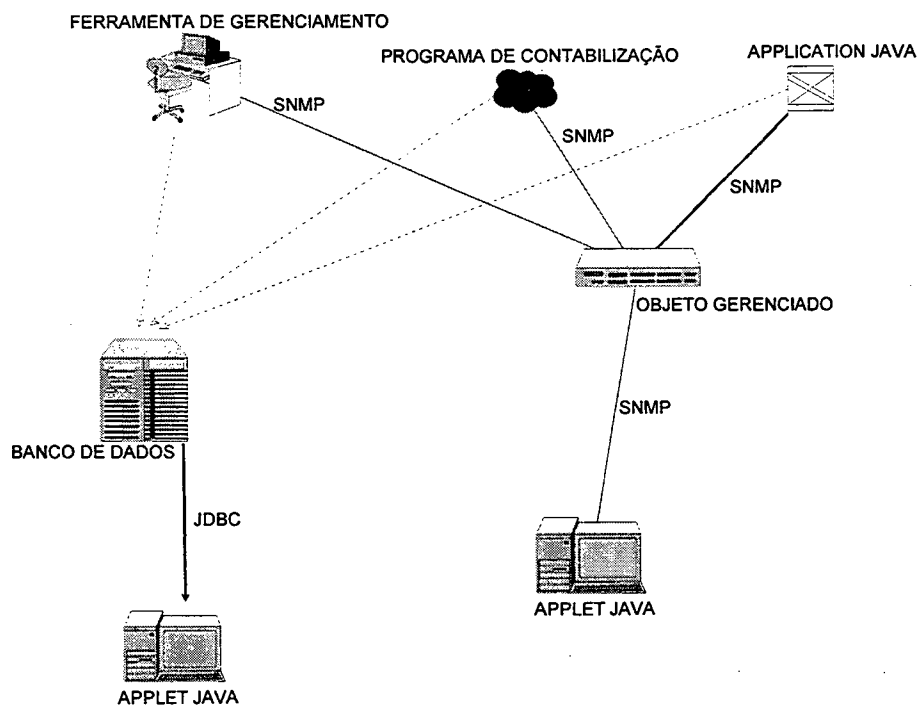 FERRAMENTA DE GERENCIAMENTO
PROGRAMA DE CONTABILIZAÇÃO
APPLICATION JAVA
SNMP
SNMP
SNMP
OBJETO GERENCIADO
SNMP
BANCO DE DADOS
JDBC
APPLET JAVA
APPLET JAVA